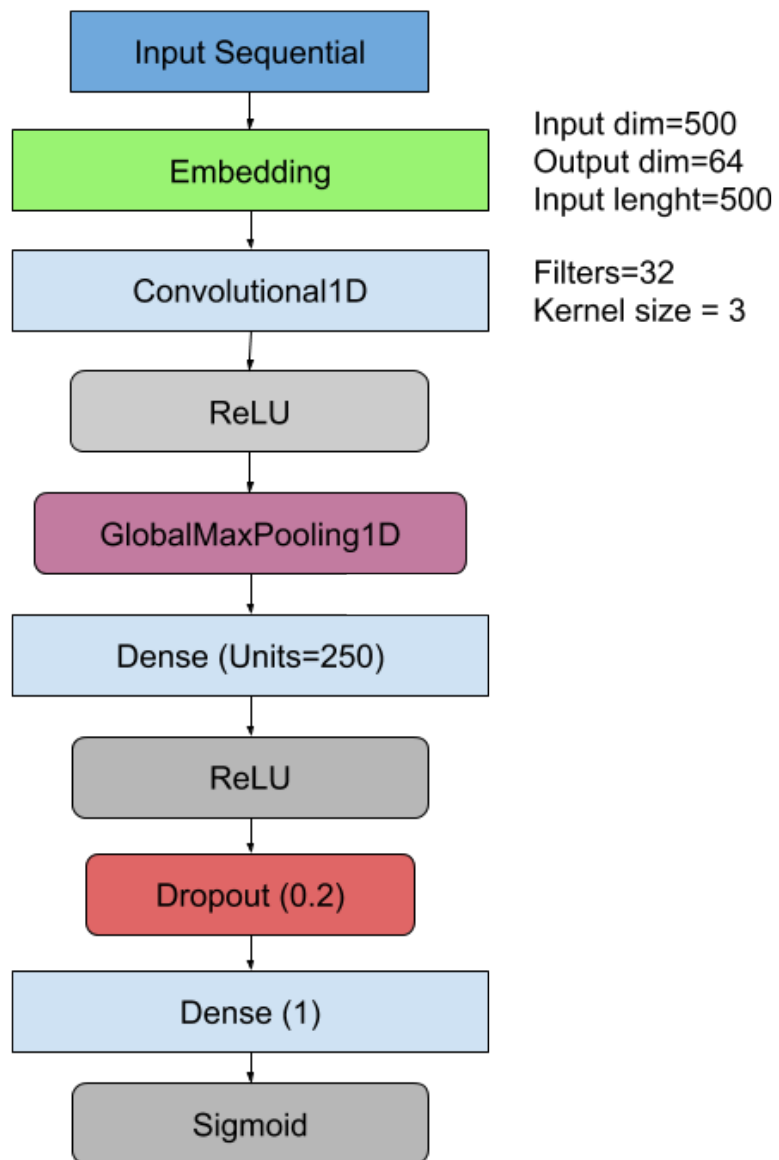 Input Sequential
Embedding
Input dim=500
Output dim=64
Input lenght=500
Convolutional1D
Filters=32
Kernel size = 3
ReLU
GlobalMaxPooling1D
Dense (Units=250)
ReLU
Dropout (0.2)
Dense (1)
Sigmoid